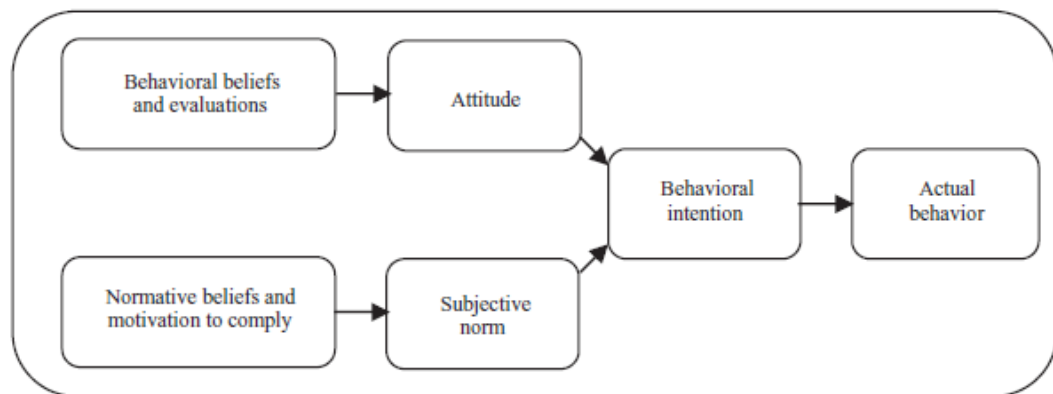 Behavioral beliefs
and evaluations
Attitude
Behavioral
intention
Actual
behavior
Normative beliefs and
motivation to comply
Subjective
norm